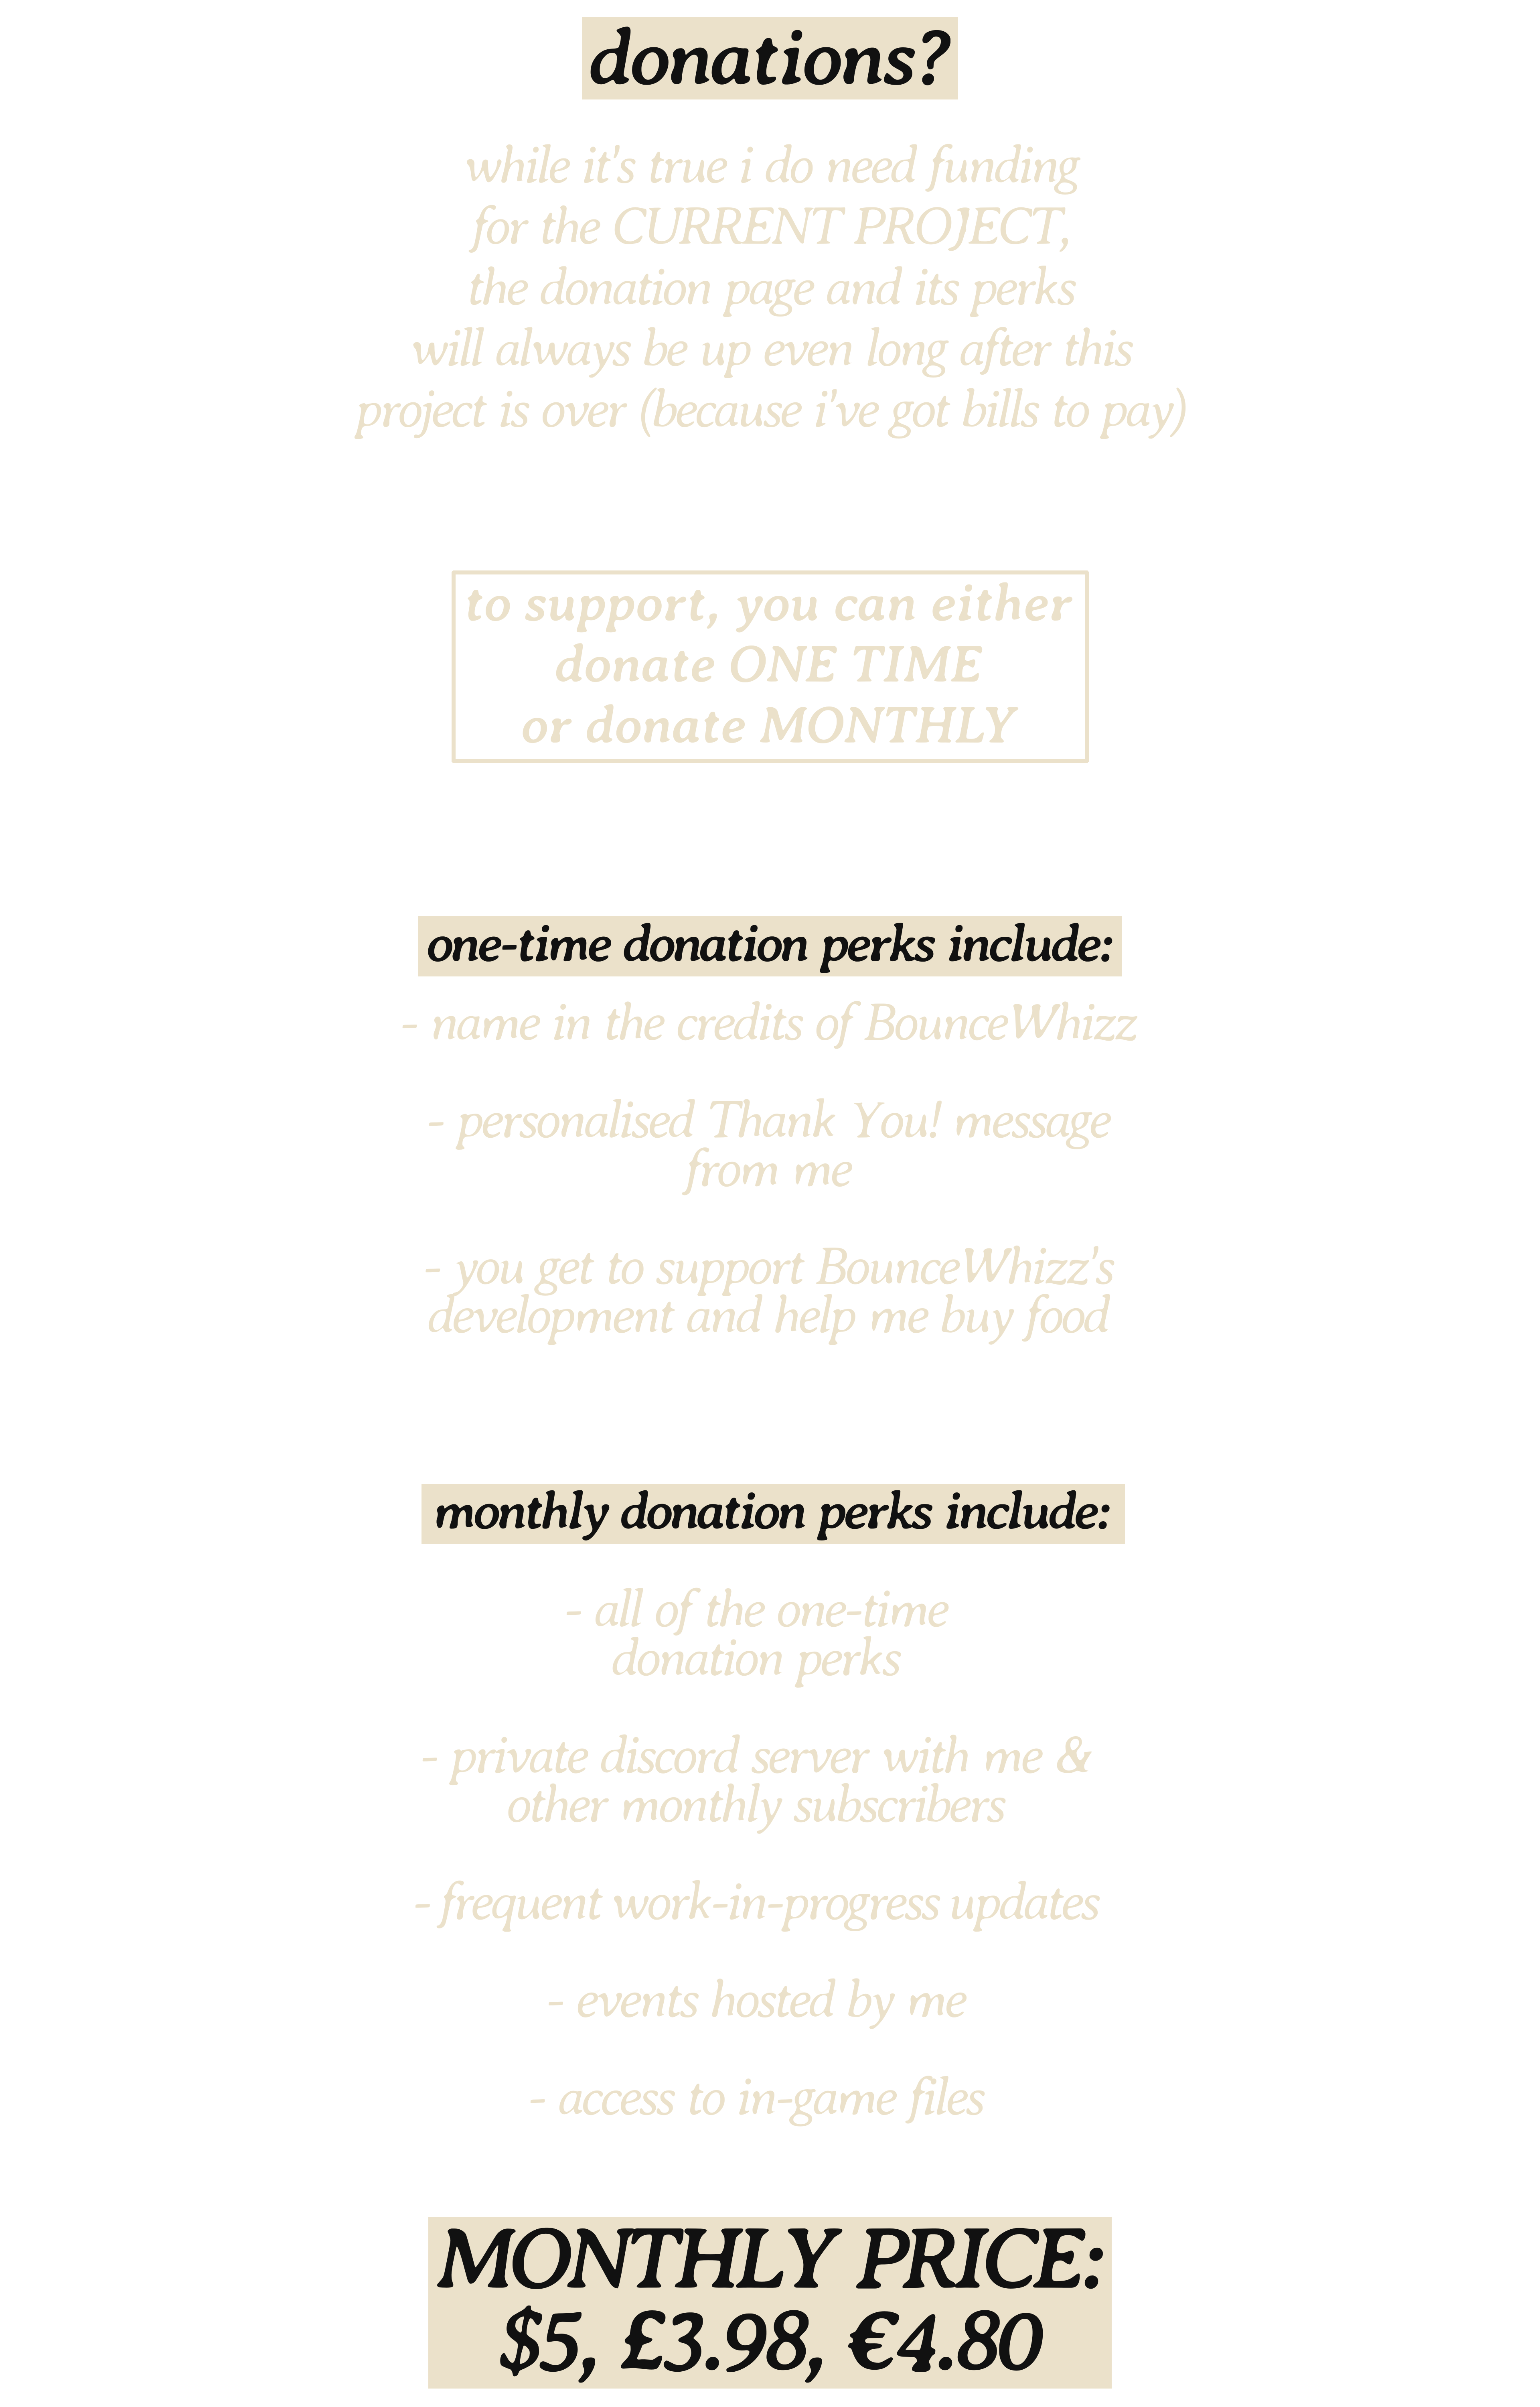 donations?
while it's true i do need funding
for the CURRENT PROJECT,
the donation page and its perks
will always be up even long after this
project is over (because i've got bills to pay)
to support, you can either
donate ONE TIME
or donate MONTHLY
one-time donation perks include:
- name in the credits of BounceWhizz
- personalised Thank You! message
from me
- you get to support BounceWhizz's
development and help me buy food
monthly donation perks include:
- all of the one-time
donation perks
- private discord server with me &
other monthly subscribers
- frequent work-in-progress updates
- events hosted by me
- access to in-game files
MONTHLY PRICE:
$5, £3.98, €4.80